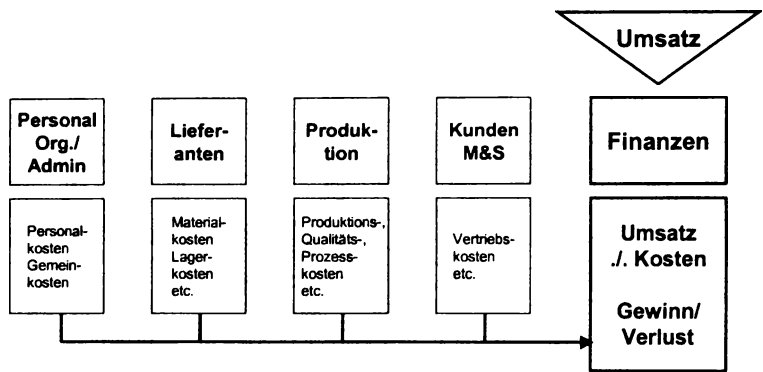 Umsatz
Personal
Org./
Admin
Liefer-
anten
Produk-
tion
Kunden
M&S
Finanzen
Personal-
kosten
Gemein-
kosten
Material-
kosten
Lager-
kosten
etc.
Produktions-,
Qualitäts-,
Prozess-
kosten
etc.
Vertriebs-
kosten
etc.
Umsatz
./. Kosten
Gewinn/
Verlust